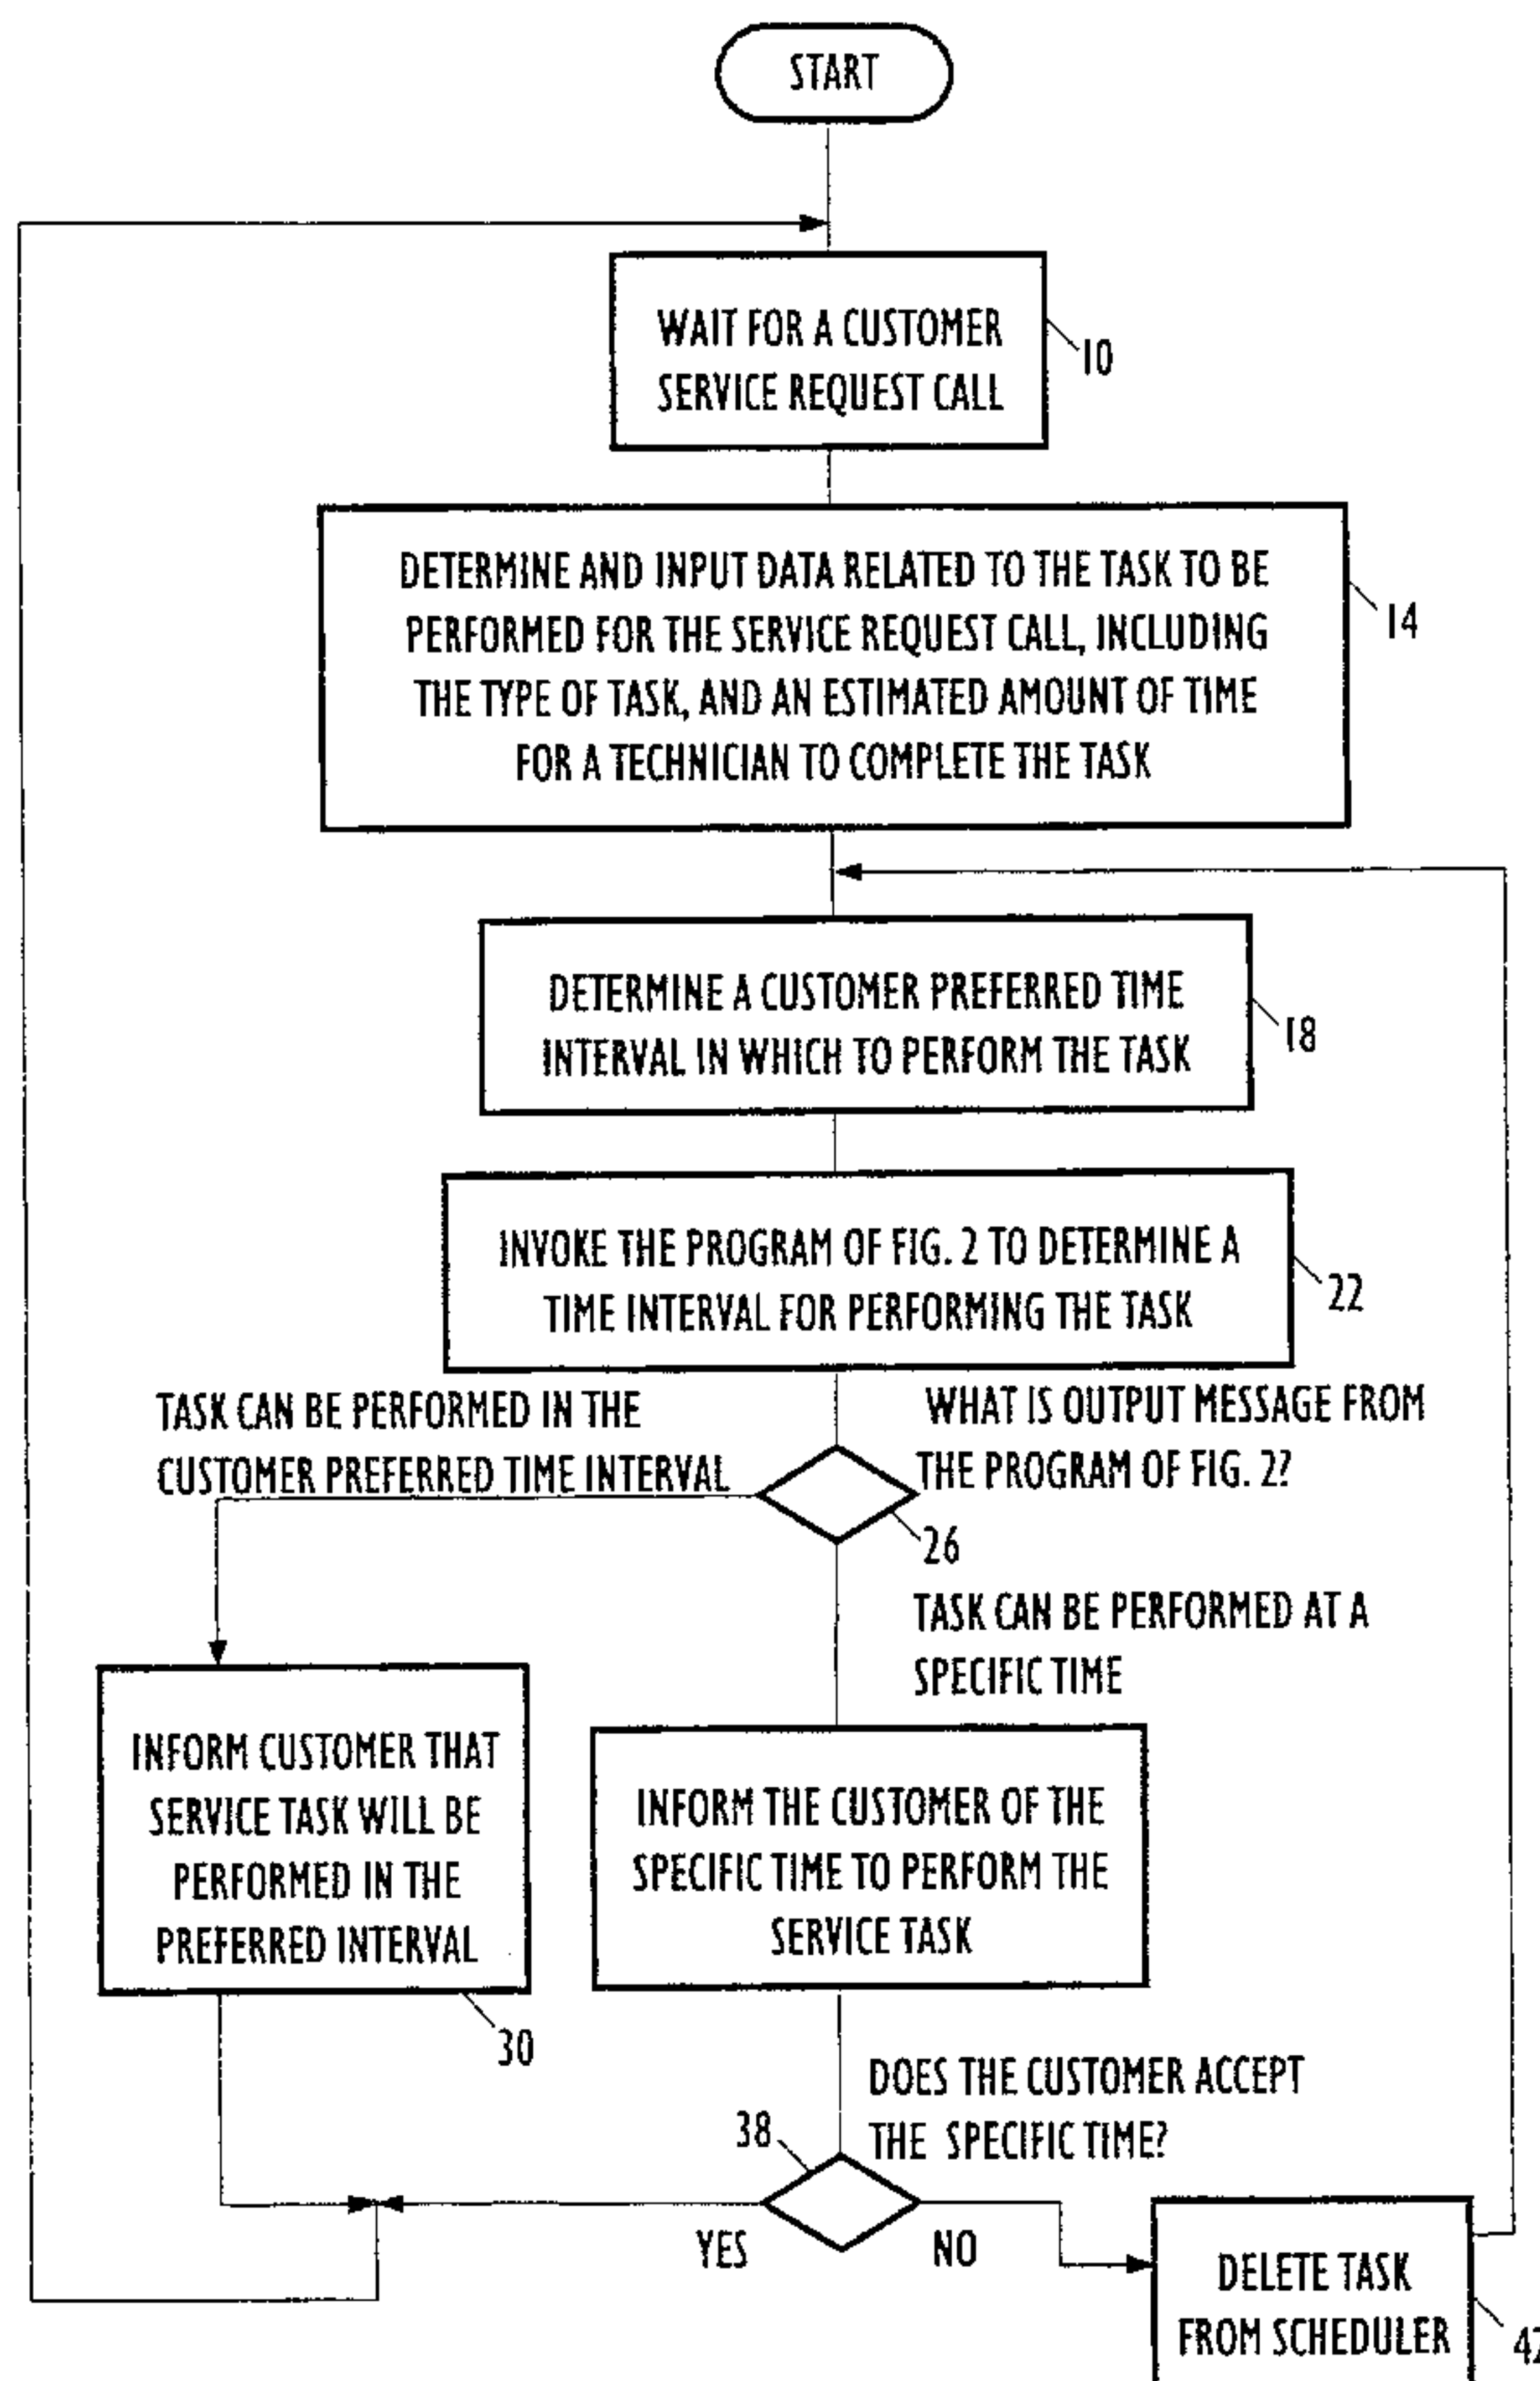 START
WAIT FOR A CUSTOMER
SERVICE REQUEST CALL
10
DETERMINE AND INPUT DATA RELATED TO THE TASK TO BE
PERFORMED FOR THE SERVICE REQUEST CALL, INCLUDING
THE TYPE OF TASK, AND AN ESTIMATED AMOUNT OF TIME
FOR A TECHNICIAN TO COMPLETE THE TASK
14
DETERMINE A CUSTOMER PREFERRED TIME
INTERVAL IN WHICH TO PERFORM THE TASK
18
INVOKE THE PROGRAM OF FIG. 2 TO DETERMINE A
TIME INTERVAL FOR PERFORMING THE TASK
22
TASK CAN BE PERFORMED IN THE
CUSTOMER PREFERRED TIME INTERVAL
WHAT IS OUTPUT MESSAGE FROM
THE PROGRAM OF FIG. 2?
26
TASK CAN BE PERFORMED AT A
SPECIFIC TIME
INFORM CUSTOMER THAT
SERVICE TASK WILL BE
PERFORMED IN THE
PREFERRED INTERVAL
30
INFORM THE CUSTOMER OF THE
SPECIFIC TIME TO PERFORM THE
SERVICE TASK
DOES THE CUSTOMER ACCEPT
THE SPECIFIC TIME?
38
YES
NO
DELETE TASK
FROM SCHEDULER
42